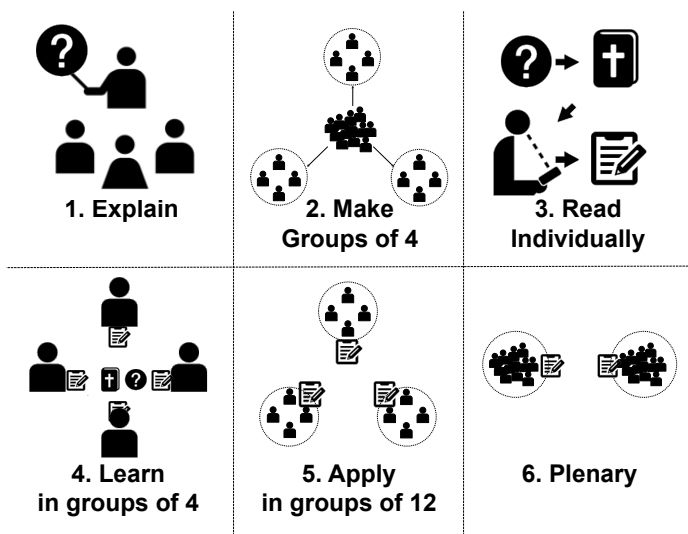 ?
1. Explain
2. Make
Groups of 4
?
3. Read
Individually
?
4. Learn
in groups of 4
5. Apply
in groups of 12
6. Plenary